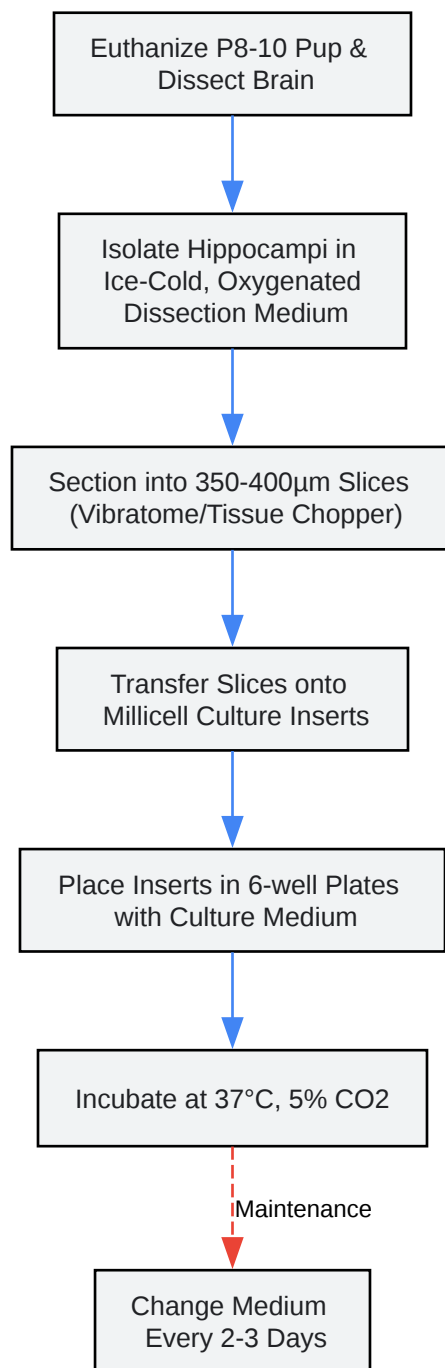 Euthanize P8-10 Pup &
Dissect Brain
Isolate Hippocampi in
Ice-Cold, Oxygenated
Dissection Medium
Section into 350-400µm Slices
(Vibratome/Tissue Chopper)
Transfer Slices onto
Millicell Culture Inserts
Place Inserts in 6-well Plates
with Culture Medium
Incubate at 37°C, 5% CO2
Maintenance
Change Medium
Every 2-3 Days